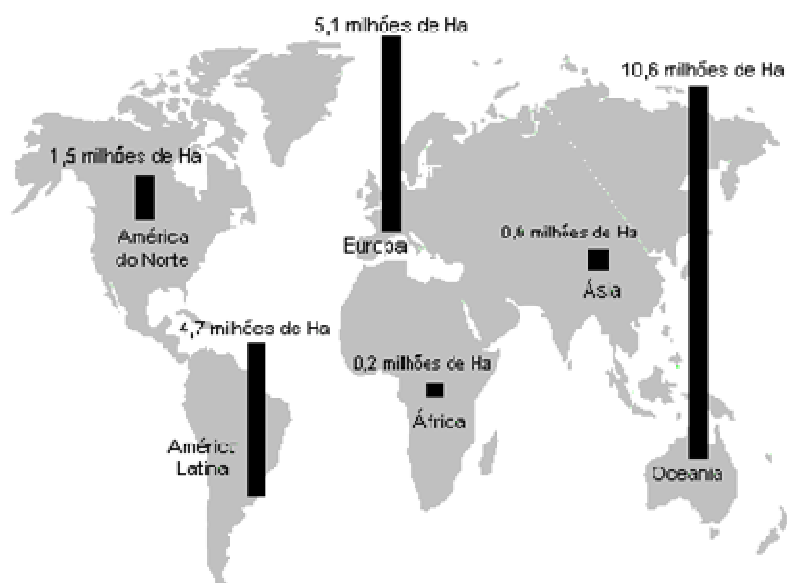 5,1 milhões de Ha
10,6 milhões de Ha
1,5 milhões de Ha
América
do Norte
Europa
0,6 milhões de Ha
Ásia
4,7 milhões de Ha
0,2 milhões de Ha
África
América
Latina
Oceania